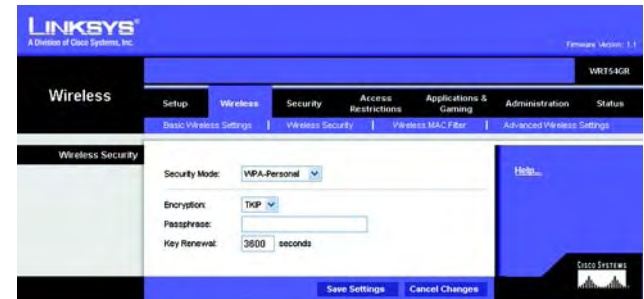 LINKSYS®
A Division of Cisco Systems, Inc.
Firmware Version: 1.1
WRT54GR
Wireless
Setup Wireless Security Access Restrictions Applications & Gaming Administration Status
Basic Wireless Settings | Wireless Security | Wireless MAC Filter | Advanced Wireless Settings
Wireless Security
Security Mode: WPA-Personal
Help...
Encryption: TKIP
Passphrase:
Key Renewal: 3600 seconds
Save Settings Cancel Changes
CISCO SYSTEMS